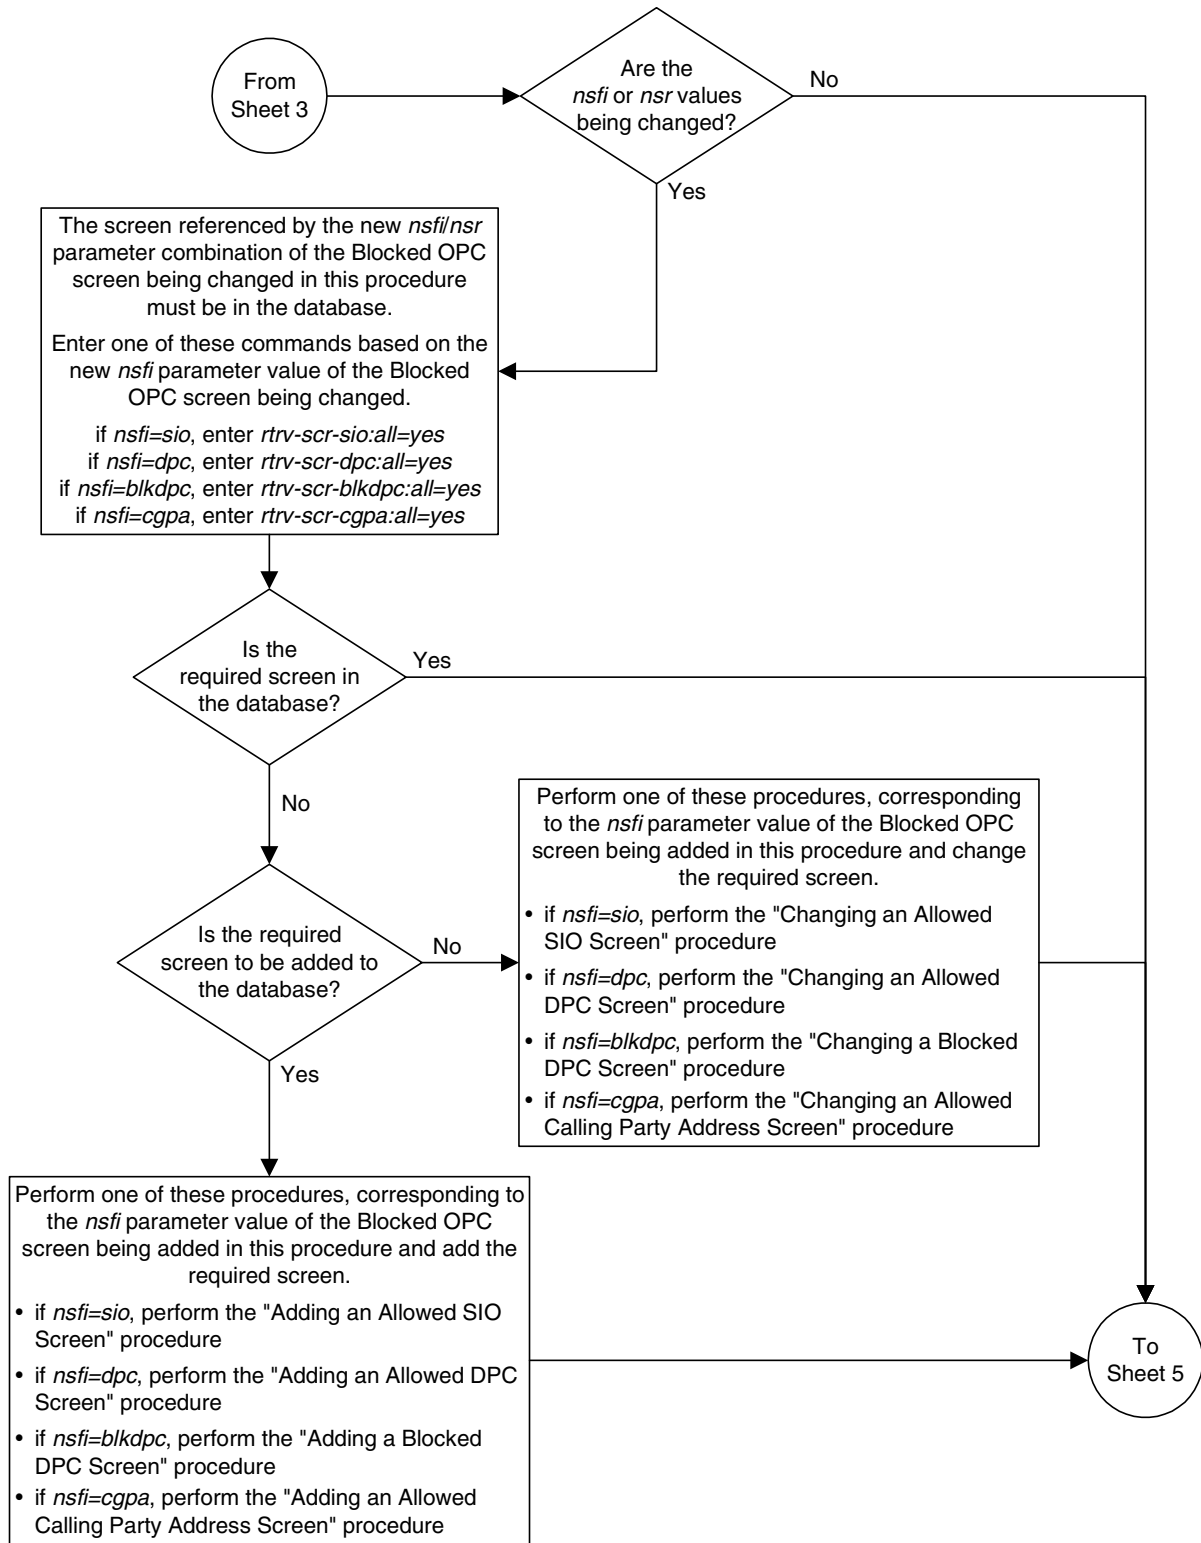 From
Sheet 3
Are the
nsfi or nsr values
being changed?
No
Yes
The screen referenced by the new nsfi/nsr
parameter combination of the Blocked OPC
screen being changed in this procedure
must be in the database.
Enter one of these commands based on the
new nsfi parameter value of the Blocked
OPC screen being changed.
if nsfi=sio, enter rtrv-scr-sio:all=yes
if nsfi=dpc, enter rtrv-scr-dpc:all=yes
if nsfi=blkdpc, enter rtrv-scr-blkdpc:all=yes
if nsfi=cgpa, enter rtrv-scr-cgpa:all=yes
Is the
required screen in
the database?
Yes
No
Is the required
screen to be added to
the database?
No
Yes
Perform one of these procedures, corresponding
to the nsfi parameter value of the Blocked OPC
screen being added in this procedure and change
the required screen.
• if nsfi=sio, perform the "Changing an Allowed
SIO Screen" procedure
• if nsfi=dpc, perform the "Changing an Allowed
DPC Screen" procedure
• if nsfi=blkdpc, perform the "Changing a Blocked
DPC Screen" procedure
• if nsfi=cgpa, perform the "Changing an Allowed
Calling Party Address Screen" procedure
Perform one of these procedures, corresponding to
the nsfi parameter value of the Blocked OPC
screen being added in this procedure and add the
required screen.
• if nsfi=sio, perform the "Adding an Allowed SIO
Screen" procedure
• if nsfi=dpc, perform the "Adding an Allowed DPC
Screen" procedure
• if nsfi=blkdpc, perform the "Adding a Blocked
DPC Screen" procedure
• if nsfi=cgpa, perform the "Adding an Allowed
Calling Party Address Screen" procedure
To
Sheet 5